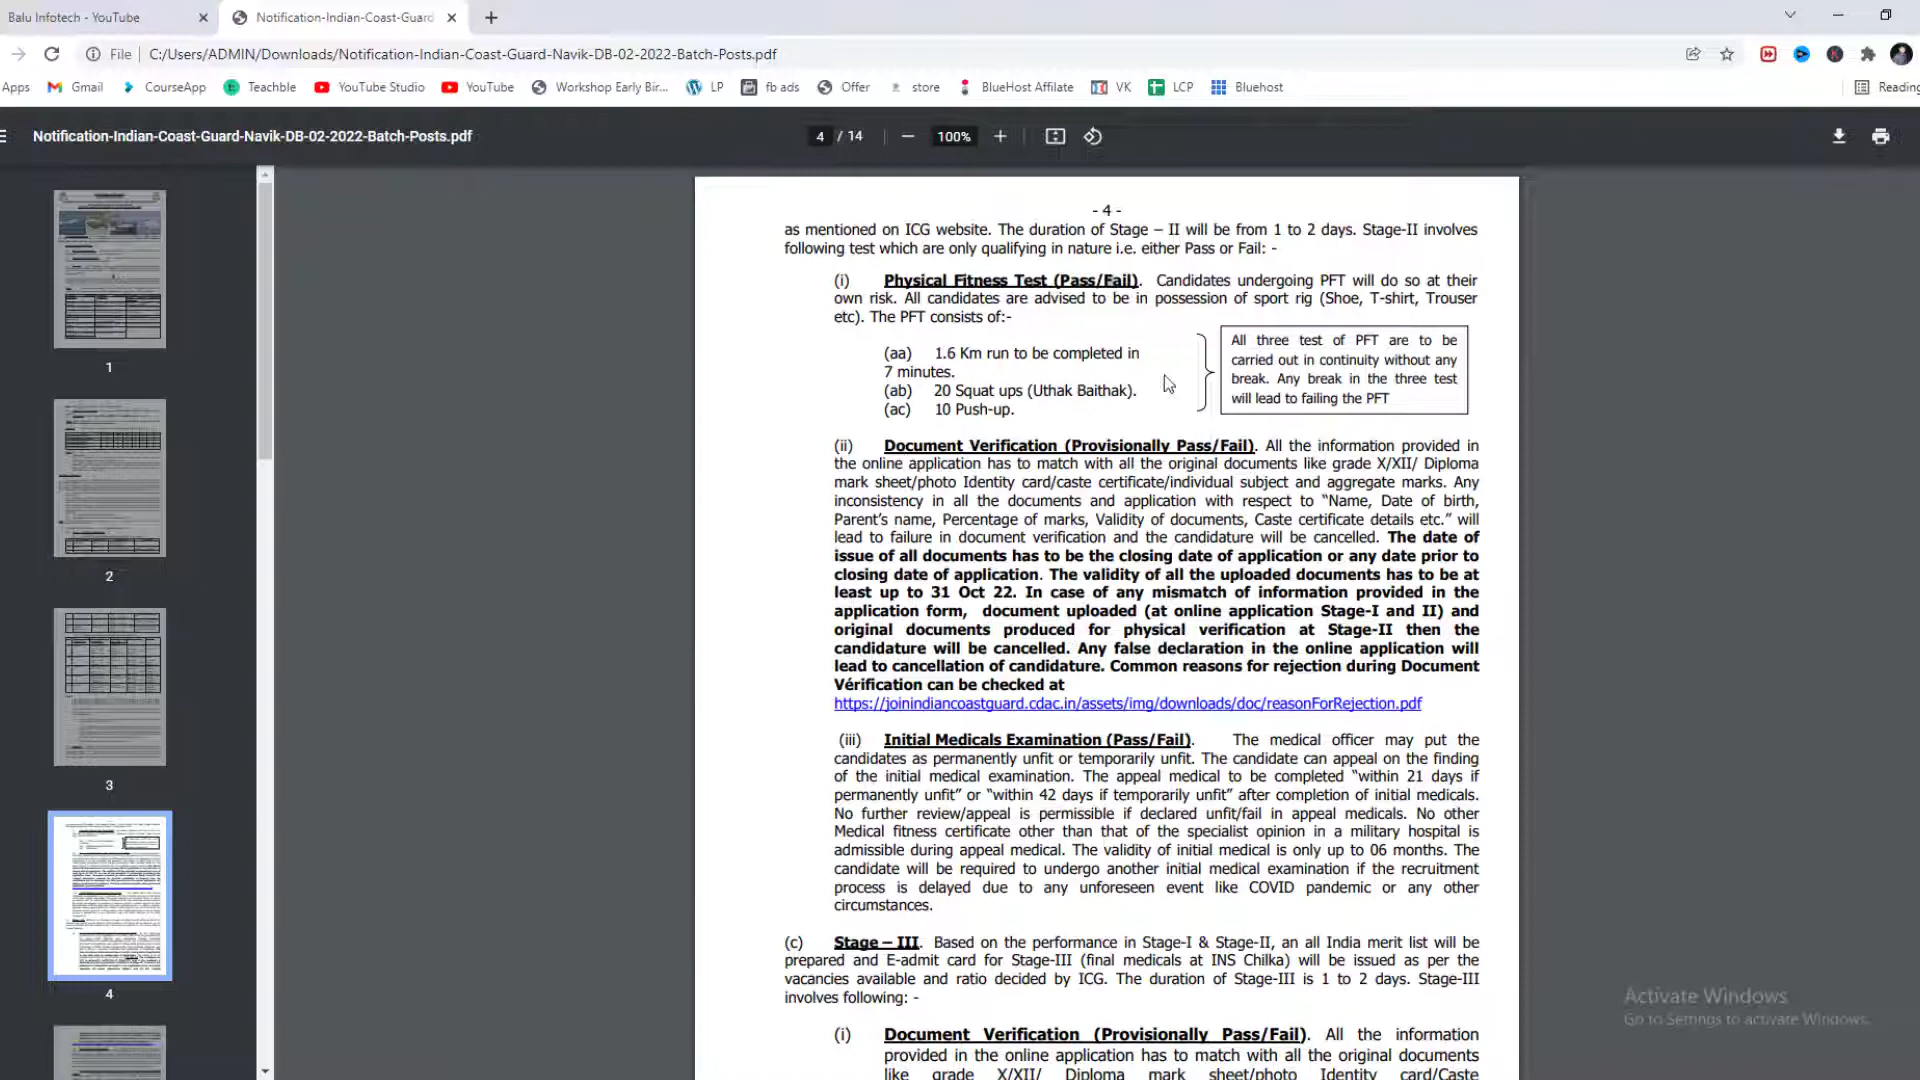 Balu Infotech - YouTube
Notification-Indian-Coast-Guard
File
C:/Users/ADMIN/Downloads/Notification-Indian-Coast-Guard-Navik-DB-02-2022-Batch-Posts.pdf
Apps Gmail CourseApp Teachble YouTube Studio YouTube Workshop Early Bir... LP fb ads Offer store BlueHost Affilate VK LCP Bluehost Reading
Notification-Indian-Coast-Guard-Navik-DB-02-2022-Batch-Posts.pdf
4 / 14
100%
1
2
3
4
- 4 -
as mentioned on ICG website. The duration of Stage – II will be from 1 to 2 days. Stage-II involves
following test which are only qualifying in nature i.e. either Pass or Fail: -
(i) Physical Fitness Test (Pass/Fail). Candidates undergoing PFT will do so at their
own risk. All candidates are advised to be in possession of sport rig (Shoe, T-shirt, Trouser
etc). The PFT consists of:-
(aa) 1.6 Km run to be completed in
7 minutes.
(ab) 20 Squat ups (Uthak Baithak).
(ac) 10 Push-up.
All three test of PFT are to be
carried out in continuity without any
break. Any break in the three test
will lead to failing the PFT
(ii) Document Verification (Provisionally Pass/Fail). All the information provided in
the online application has to match with all the original documents like grade X/XII/ Diploma
mark sheet/photo Identity card/caste certificate/individual subject and aggregate marks. Any
inconsistency in all the documents and application with respect to “Name, Date of birth,
Parent’s name, Percentage of marks, Validity of documents, Caste certificate details etc.” will
lead to failure in document verification and the candidature will be cancelled. The date of
issue of all documents has to be the closing date of application or any date prior to
closing date of application. The validity of all the uploaded documents has to be at
least up to 31 Oct 22. In case of any mismatch of information provided in the
application form, document uploaded (at online application Stage-I and II) and
original documents produced for physical verification at Stage-II then the
candidature will be cancelled. Any false declaration in the online application will
lead to cancellation of candidature. Common reasons for rejection during Document
Vérification can be checked at
https://joinindiancoastguard.cdac.in/assets/img/downloads/doc/reasonForRejection.pdf
(iii) Initial Medicals Examination (Pass/Fail). The medical officer may put the
candidates as permanently unfit or temporarily unfit. The candidate can appeal on the finding
of the initial medical examination. The appeal medical to be completed “within 21 days if
permanently unfit” or “within 42 days if temporarily unfit” after completion of initial medicals.
No further review/appeal is permissible if declared unfit/fail in appeal medicals. No other
Medical fitness certificate other than that of the specialist opinion in a military hospital is
admissible during appeal medical. The validity of initial medical is only up to 06 months. The
candidate will be required to undergo another initial medical examination if the recruitment
process is delayed due to any unforeseen event like COVID pandemic or any other
circumstances.
(c) Stage – III. Based on the performance in Stage-I & Stage-II, an all India merit list will be
prepared and E-admit card for Stage-III (final medicals at INS Chilka) will be issued as per the
vacancies available and ratio decided by ICG. The duration of Stage-III is 1 to 2 days. Stage-III
involves following: -
(i) Document Verification (Provisionally Pass/Fail). All the information
provided in the online application has to match with all the original documents
like grade X/XII/ Diploma mark sheet/photo Identity card/Caste
Activate Windows
Go to Settings to activate Windows.